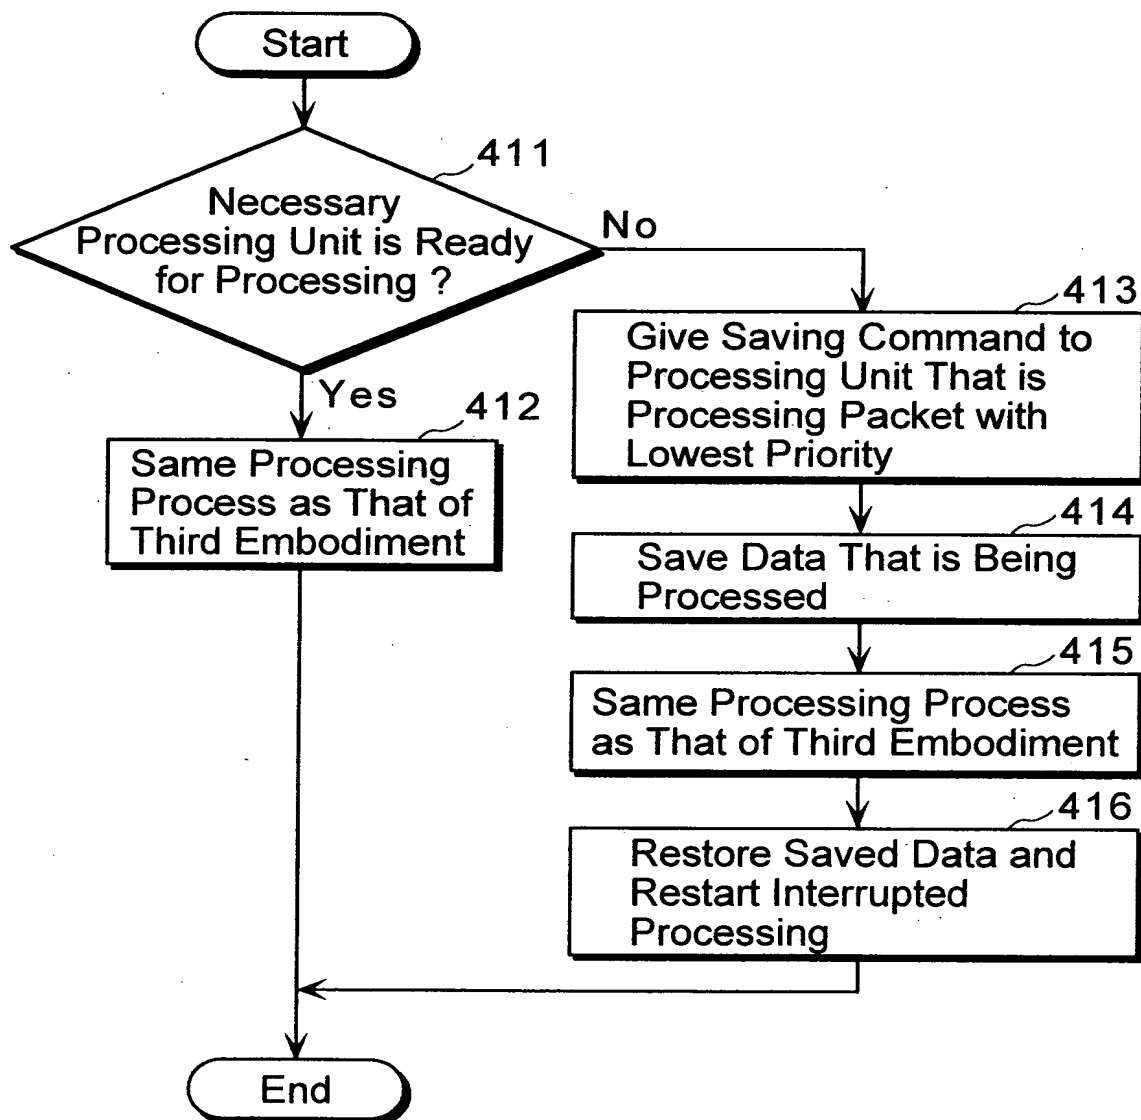 Start
411
Necessary
Processing Unit is Ready
for Processing ?
No
Yes
412
Same Processing
Process as That of
Third Embodiment
413
Give Saving Command to
Processing Unit That is
Processing Packet with
Lowest Priority
414
Save Data That is Being
Processed
415
Same Processing Process
as That of Third Embodiment
416
Restore Saved Data and
Restart Interrupted
Processing
End